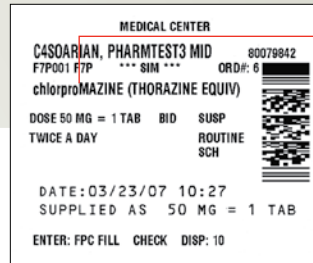 MEDICAL CENTER
C4SOARIAN, PHARMTEST3 MID 80079842
F7P001 F7P *** SIM *** ORD#: 6
chlorproMAZINE (THORAZINE EQUIV)
DOSE 50 MG = 1 TAB BID SUSP
TWICE A DAY ROUTINE
SCH
DATE:03/23/07 10:27
SUPPLIED AS 50 MG = 1 TAB
ENTER: FPC FILL CHECK DISP: 10